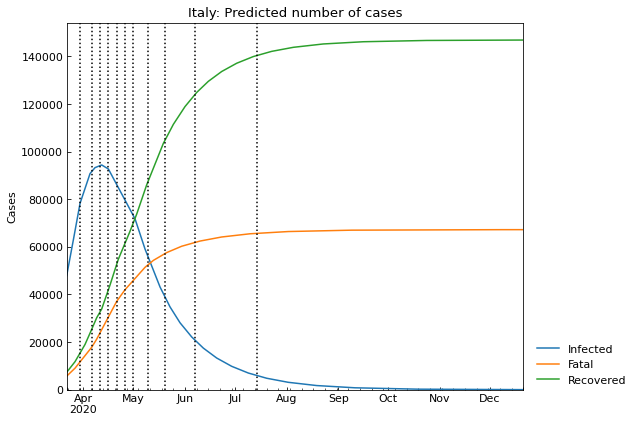 Italy: Predicted number of cases
Cases
140000
120000
100000
80000
60000
40000
20000
0
Apr May Jun Jul Aug Sep Oct Nov Dec
2020
Infected
Fatal
Recovered